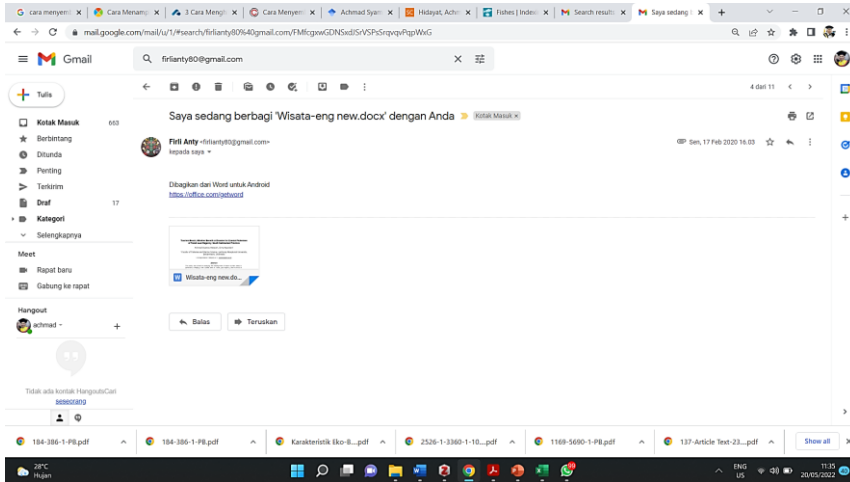 cara menyem
Cara Menam
3 Cara Mengh
Cara Menyem
Achmad Syam
Hidayat, Achm
Fishes | Indexi
Search results
Saya sedang
mail.google.com/mail/u/1/#search/firlianty80%40gmail.com/FMfcgxwGDNSxdJSrVSPsSrqvqvPqpWxG
Gmail
firlianty80@gmail.com
Tulis
4 dari 11
Kotak Masuk 663
Saya sedang berbagi 'Wisata-eng new.docx' dengan Anda
Kotak Masuk ×
Berbintang
Firli Anty <firlianty80@gmail.com>
Sen, 17 Feb 2020 16.03
Ditunda
kepada saya
Penting
Terkirim
Dibagikan dari Word untuk Android
Draf 17
https://office.com/getword
Kategori
Selengkapnya
Meet
Rapat baru
W Wisata-eng new.do...
Gabung ke rapat
Hangout
Balas
Teruskan
achmad
Tidak ada kontak HangoutsCari
seseorang
184-386-1-PB.pdf
184-386-1-PB.pdf
Karakteristik Eko-B....pdf
2526-1-3360-1-10...pdf
1169-5690-1-PB.pdf
137-Article Text-23....pdf
Show all
28°C
Hujan
ENG
US
11:35
20/05/2022